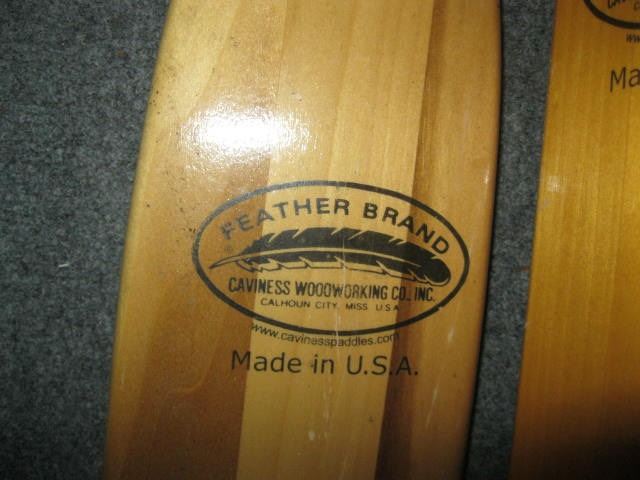 FEATHER BRAND
CAVINESS WOODWORKING CO., INC.
CALHOUN CITY, MISS U.S.A
www.cavinesspaddles.com
Made in U.S.A.
Ma